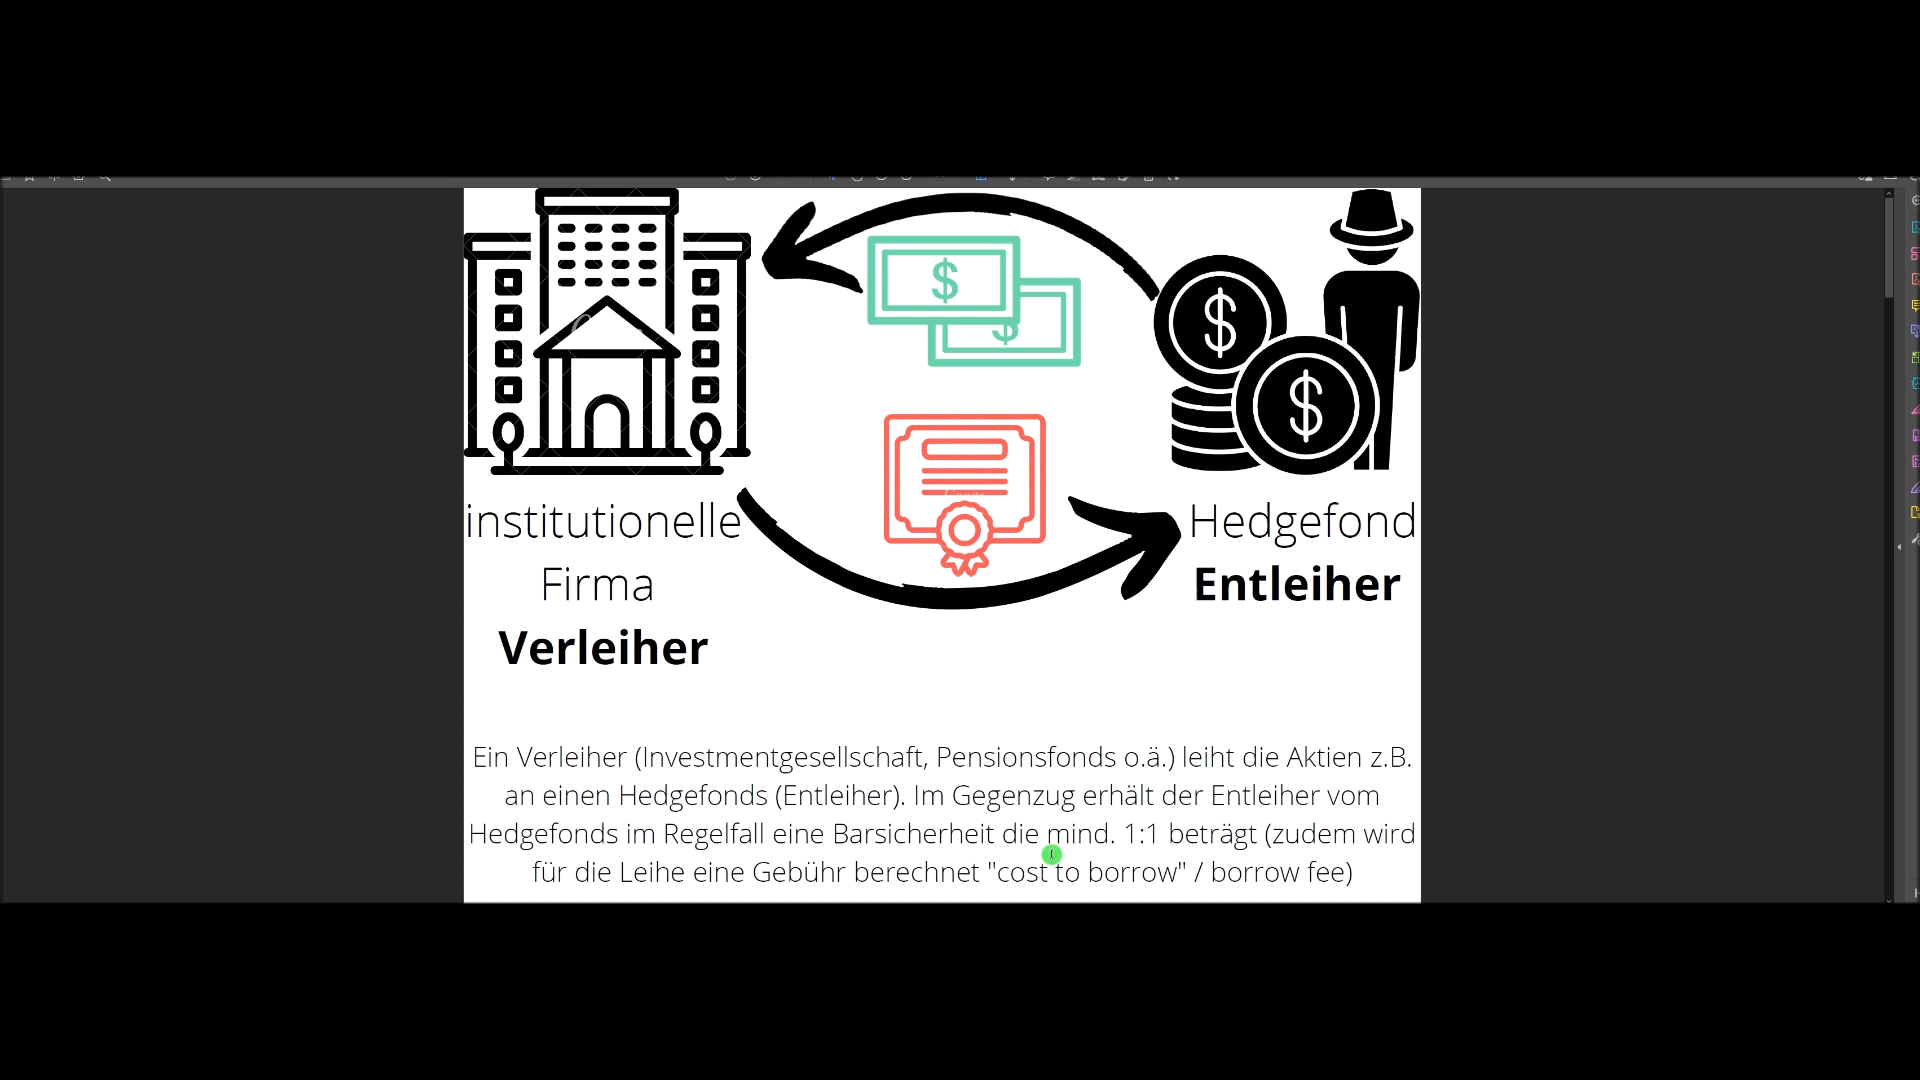 $
$
$
$
institutionelle
Firma
Verleiher
Hedgefond
Entleiher
Ein Verleiher (Investmentgesellschaft, Pensionsfonds o.ä.) leiht die Aktien z.B.
an einen Hedgefonds (Entleiher). Im Gegenzug erhält der Entleiher vom
Hedgefonds im Regelfall eine Barsicherheit die mind. 1:1 beträgt (zudem wird
für die Leihe eine Gebühr berechnet "cost to borrow" / borrow fee)